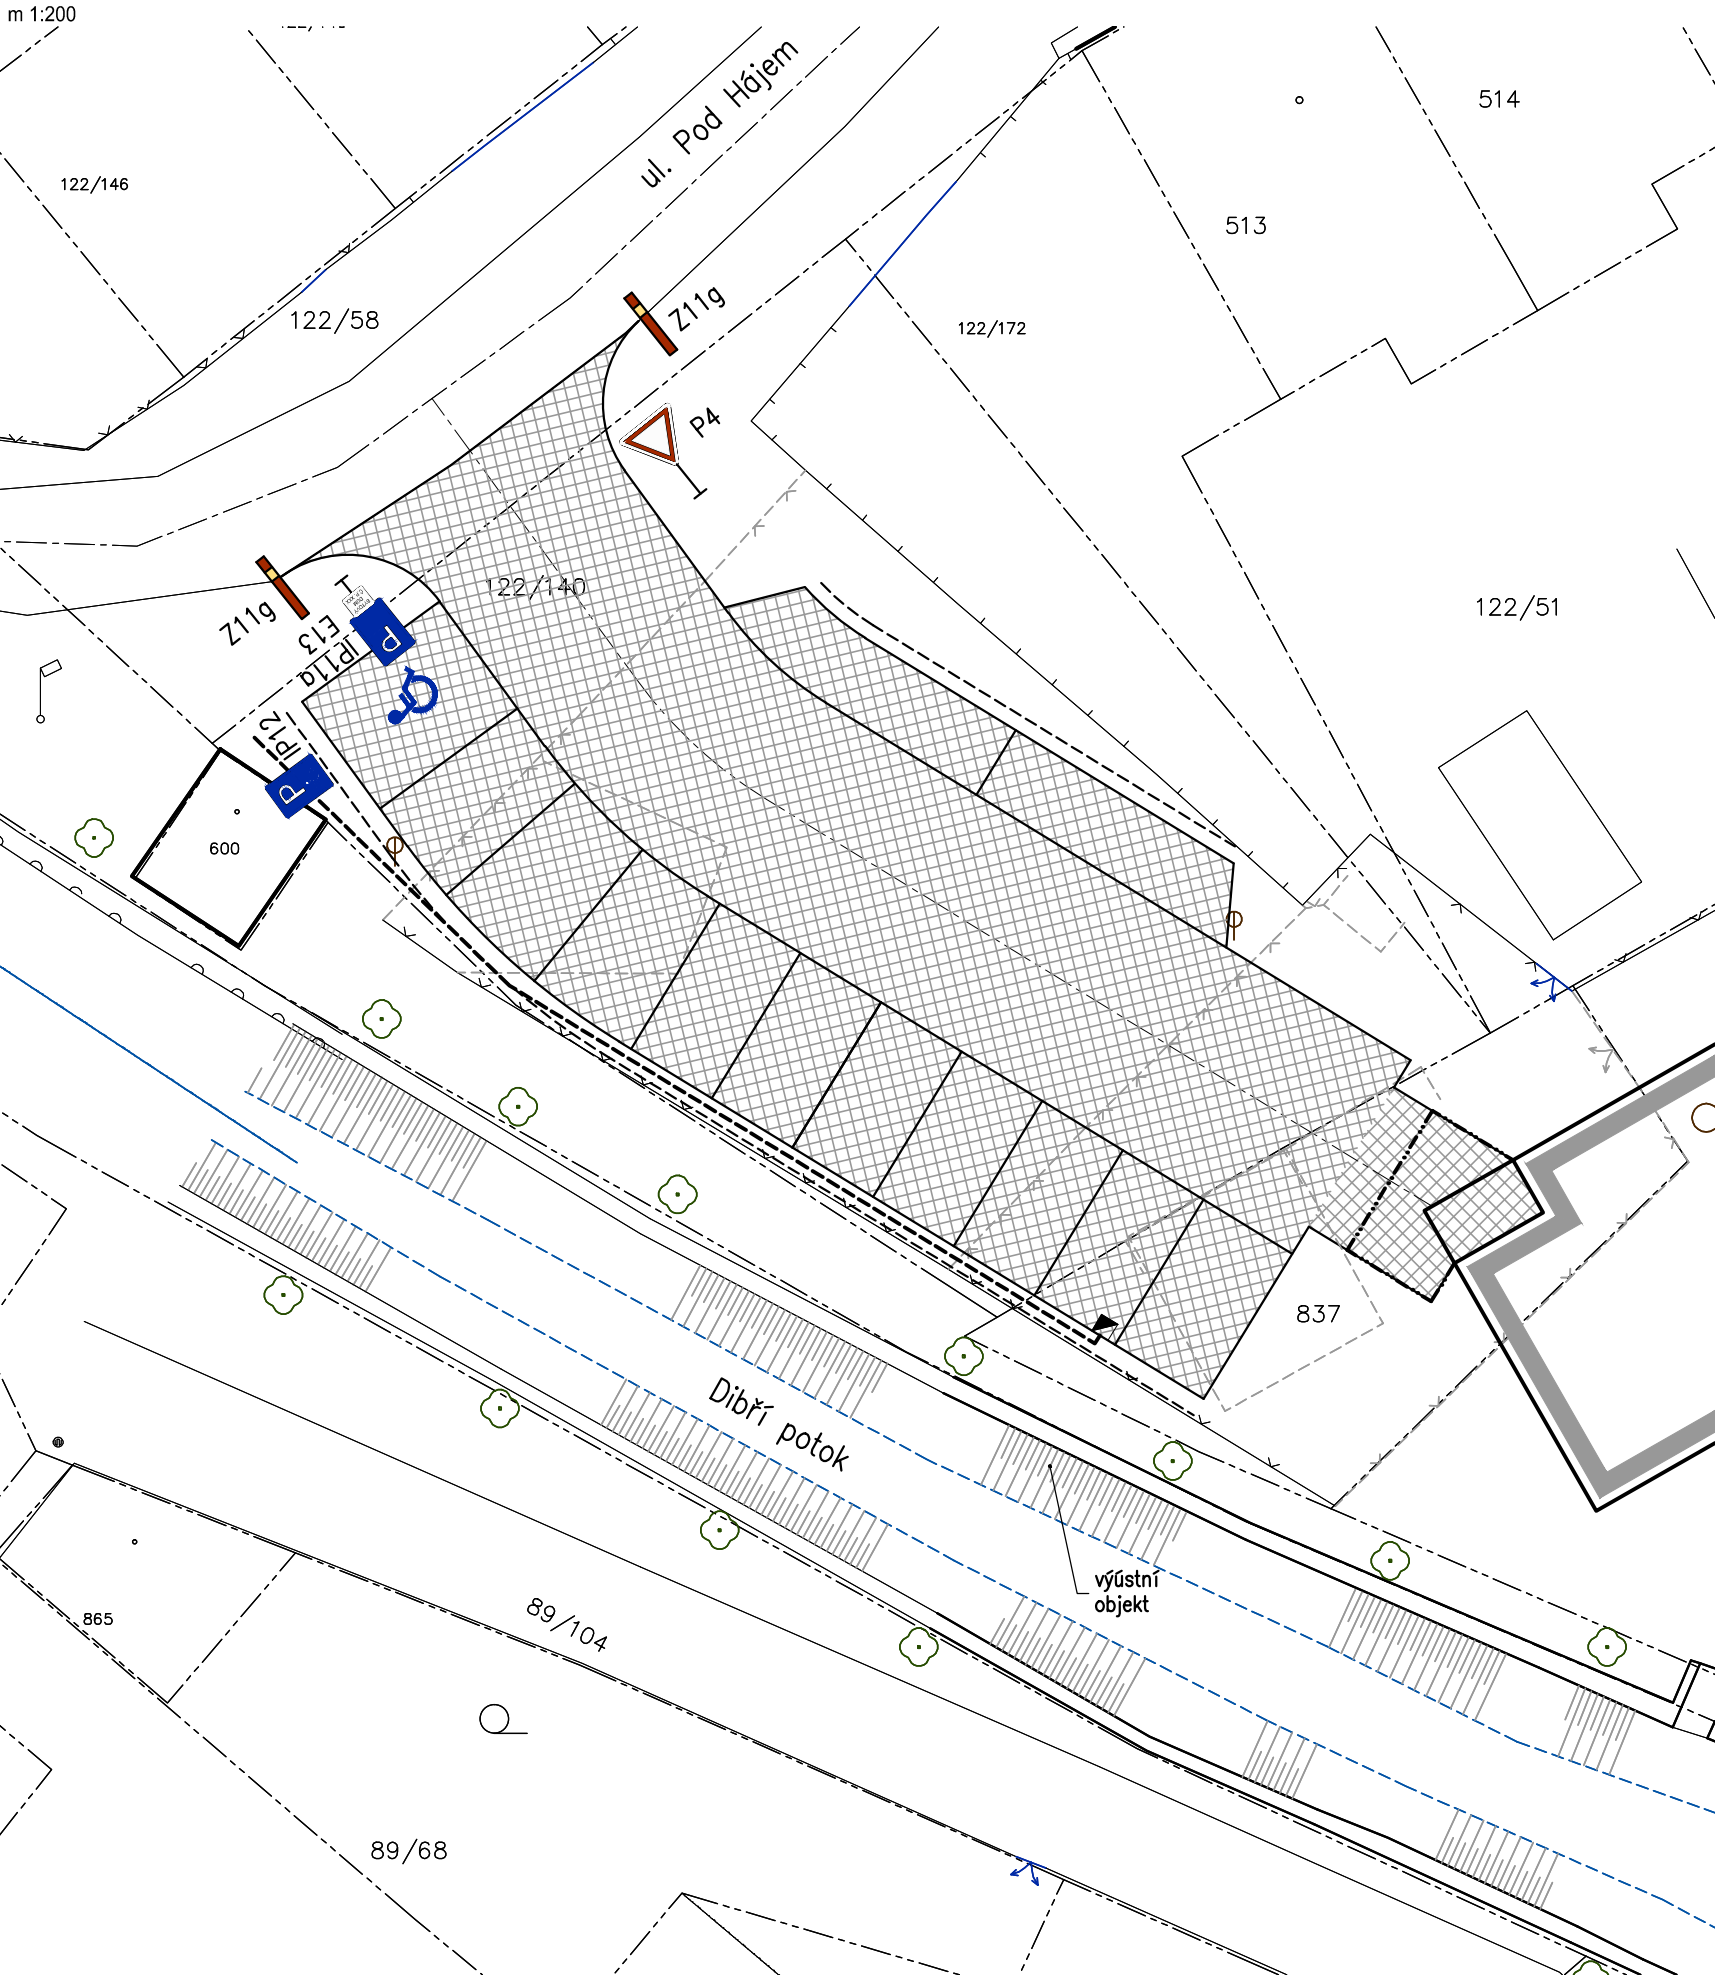 m 1:200
ul. Pod Hájem
514
122/146
513
122/58
Z11g
122/172
P4
122/140
Z11g
E13
IP11a
P
122/51
IP12
P
600
837
Dibří potok
výústní
objekt
89/104
865
89/68